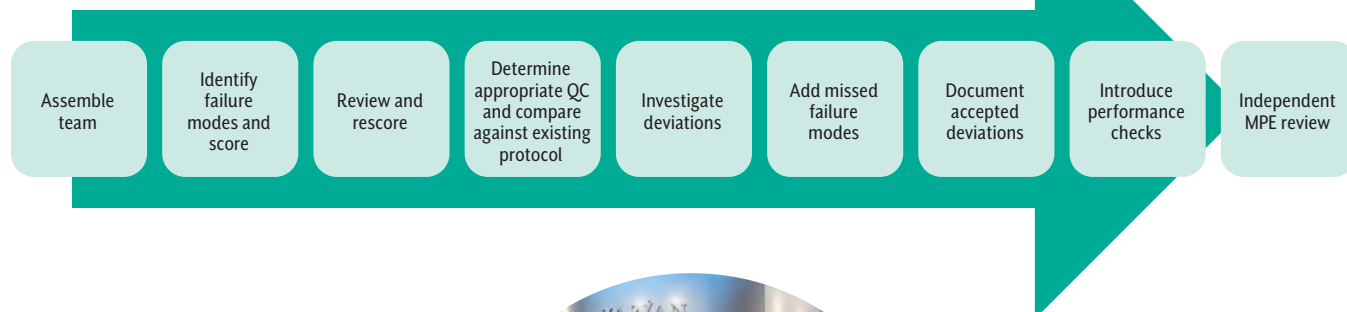 Assemble
team
Identify
failure
modes and
score
Review and
rescore
Determine
appropriate QC
and compare
against existing
protocol
Investigate
deviations
Add missed
failure
modes
Document
accepted
deviations
Introduce
performance
checks
Independent
MPE review